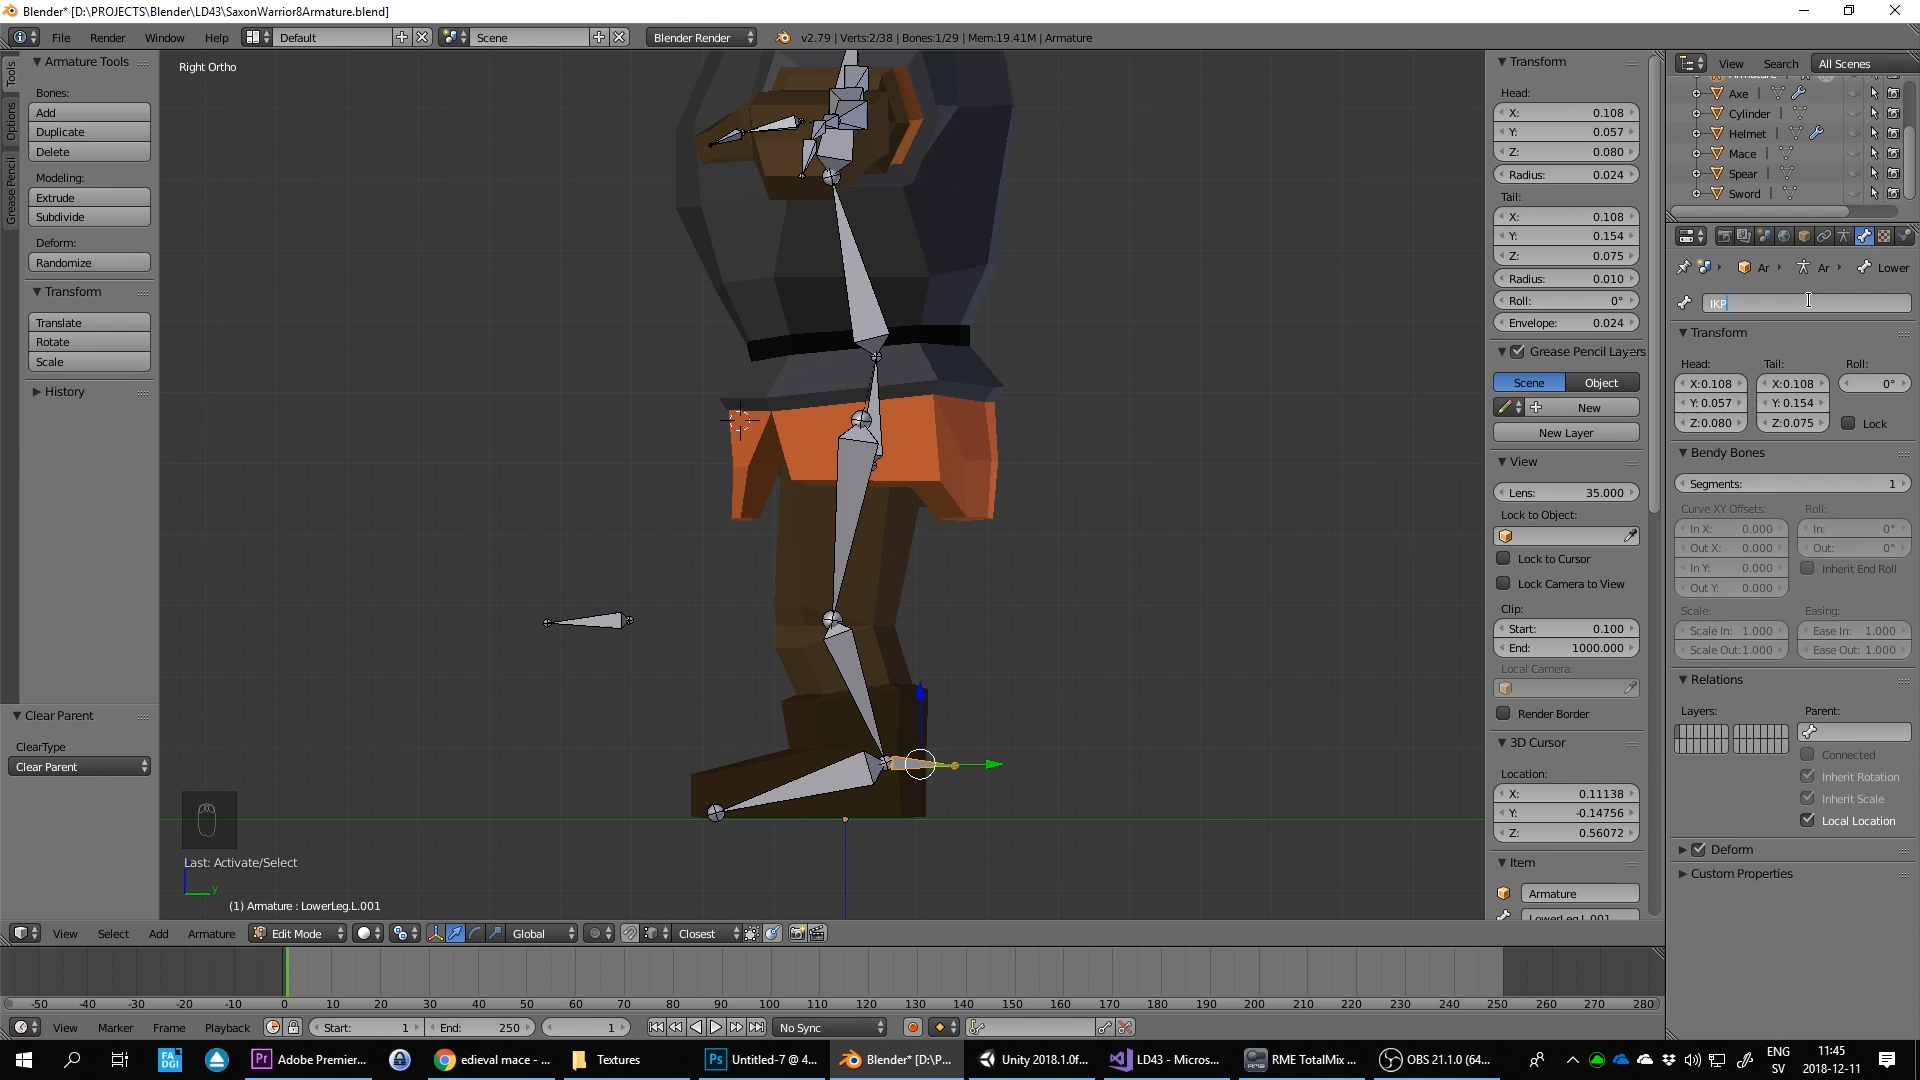 Blender* [D:\PROJECTS\Blender\LD43\SaxonWarrior8Armature.blend]
File Render Window Help Default Scene Blender Render v2.79 | Verts:2/38 | Bones:1/29 | Mem:19.41M | Armature
Tools
Options
Grease Pencil
Armature Tools
Bones:
Add
Duplicate
Delete
Modeling:
Extrude
Subdivide
Deform:
Randomize
Transform
Translate
Rotate
Scale
History
Clear Parent
ClearType
Clear Parent
Right Ortho
Last: Activate/Select
y
(1) Armature : LowerLeg.L.001
Transform
Head:
X: 0.108
Y: 0.057
Z: 0.080
Radius: 0.024
Tail:
X: 0.108
Y: 0.154
Z: 0.075
Radius: 0.010
Roll: 0°
Envelope: 0.024
Grease Pencil Layers
Scene Object
New
New Layer
View
Lens: 35.000
Lock to Object:
Lock to Cursor
Lock Camera to View
Clip:
Start: 0.100
End: 1000.000
Local Camera:
Render Border
3D Cursor
Location:
X: 0.11138
Y: -0.14756
Z: 0.56072
Item
Armature
LowerLeg.L.001
View Search All Scenes
Armature
Axe
Cylinder
Helmet
Mace
Spear
Sword
Ar Ar Lower
IKP
Transform
Head: Tail: Roll:
X:0.108 X:0.108 0°
Y: 0.057 Y: 0.154
Z:0.080 Z:0.075 Lock
Bendy Bones
Segments: 1
Curve XY Offsets: Roll:
In X: 0.000 In: 0°
Out X: 0.000 Out: 0°
In Y: 0.000 Inherit End Roll
Out Y: 0.000
Scale: Easing:
Scale In: 1.000 Ease In: 1.000
Scale Out:1.000 Ease Out: 1.000
Relations
Layers: Parent:
Connected
Inherit Rotation
Inherit Scale
Local Location
Deform
Custom Properties
View Select Add Armature Edit Mode Global Closest
-50 -40 -30 -20 -10 0 10 20 30 40 50 60 70 80 90 100 110 120 130 140 150 160 170 180 190 200 210 220 230 240 250 260 270 280
View Marker Frame Playback Start: 1 End: 250 1 No Sync
FA
DGI
Pr Adobe Premier... edieval mace - ... Textures Ps Untitled-7 @ 4... Blender* [D:\P... Unity 2018.1.0f... LD43 - Micros... RME TotalMix ... OBS 21.1.0 (64...
ENG
SV
11:45
2018-12-11